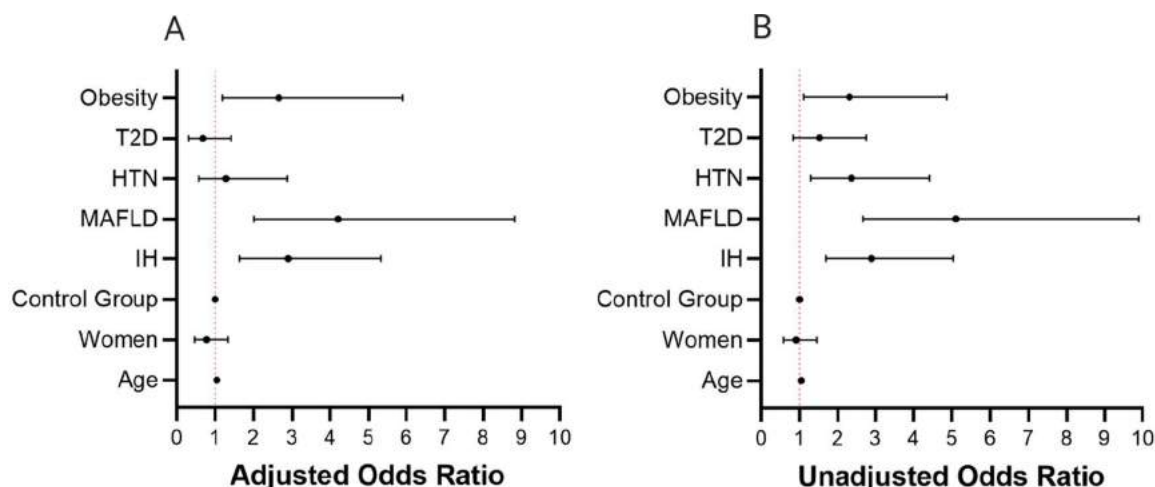 A
Obesity
T2D
HTN
MAFLD
IH
Control Group
Women
Age
0 1 2 3 4 5 6 7 8 9 10
Adjusted Odds Ratio
B
Obesity
T2D
HTN
MAFLD
IH
Control Group
Women
Age
0 1 2 3 4 5 6 7 8 9 10
Unadjusted Odds Ratio